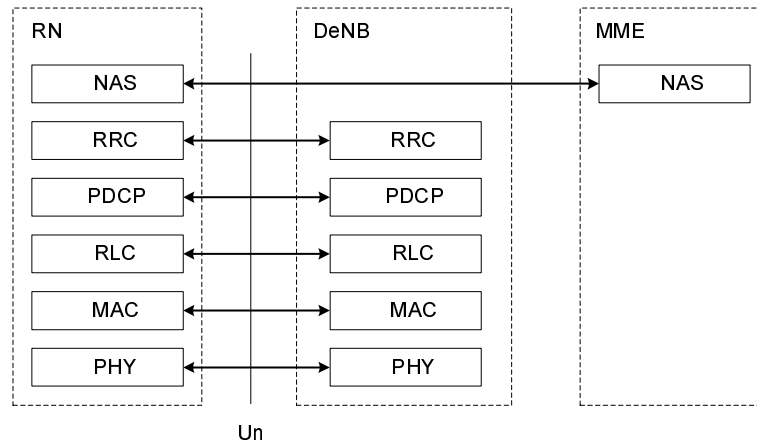 RN DeNB MME
NAS NAS
RRC RRC
PDCP PDCP
RLC RLC
MAC MAC
PHY PHY
Un